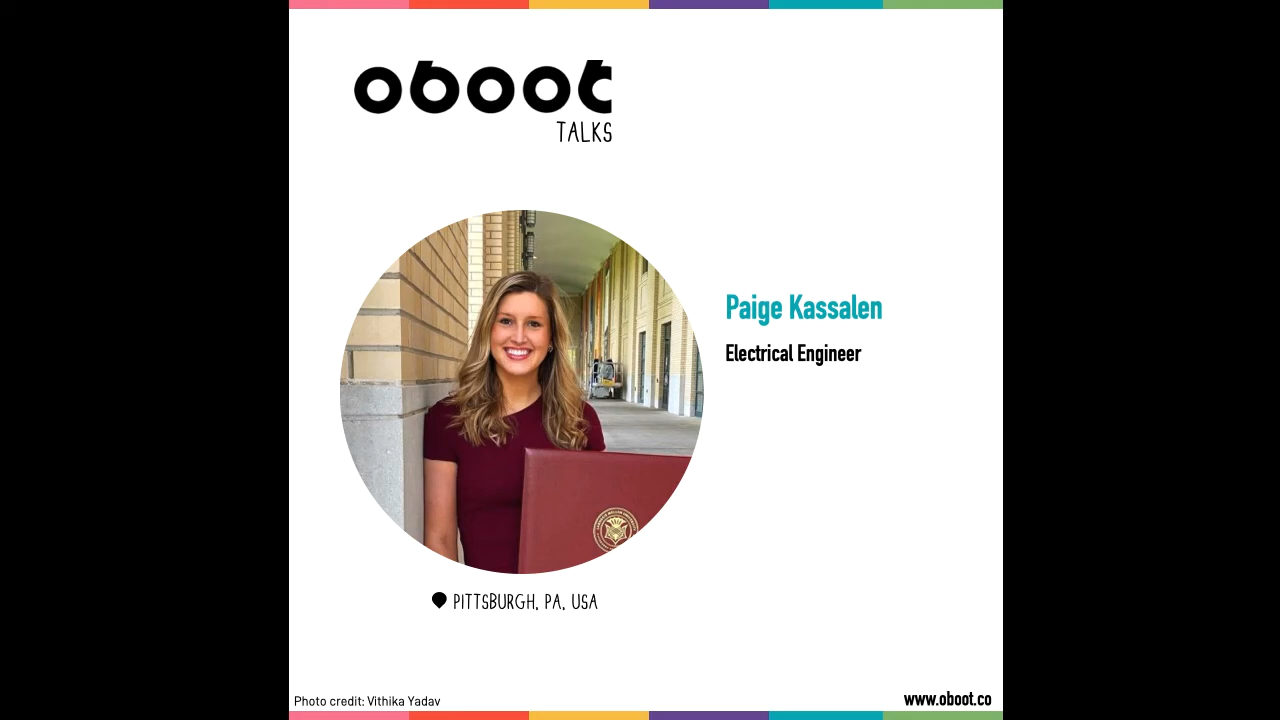 oboot
TALKS
Paige Kassalen
Electrical Engineer
PITTSBURGH, PA, USA
Photo credit: Vithika Yadav
www.oboot.co